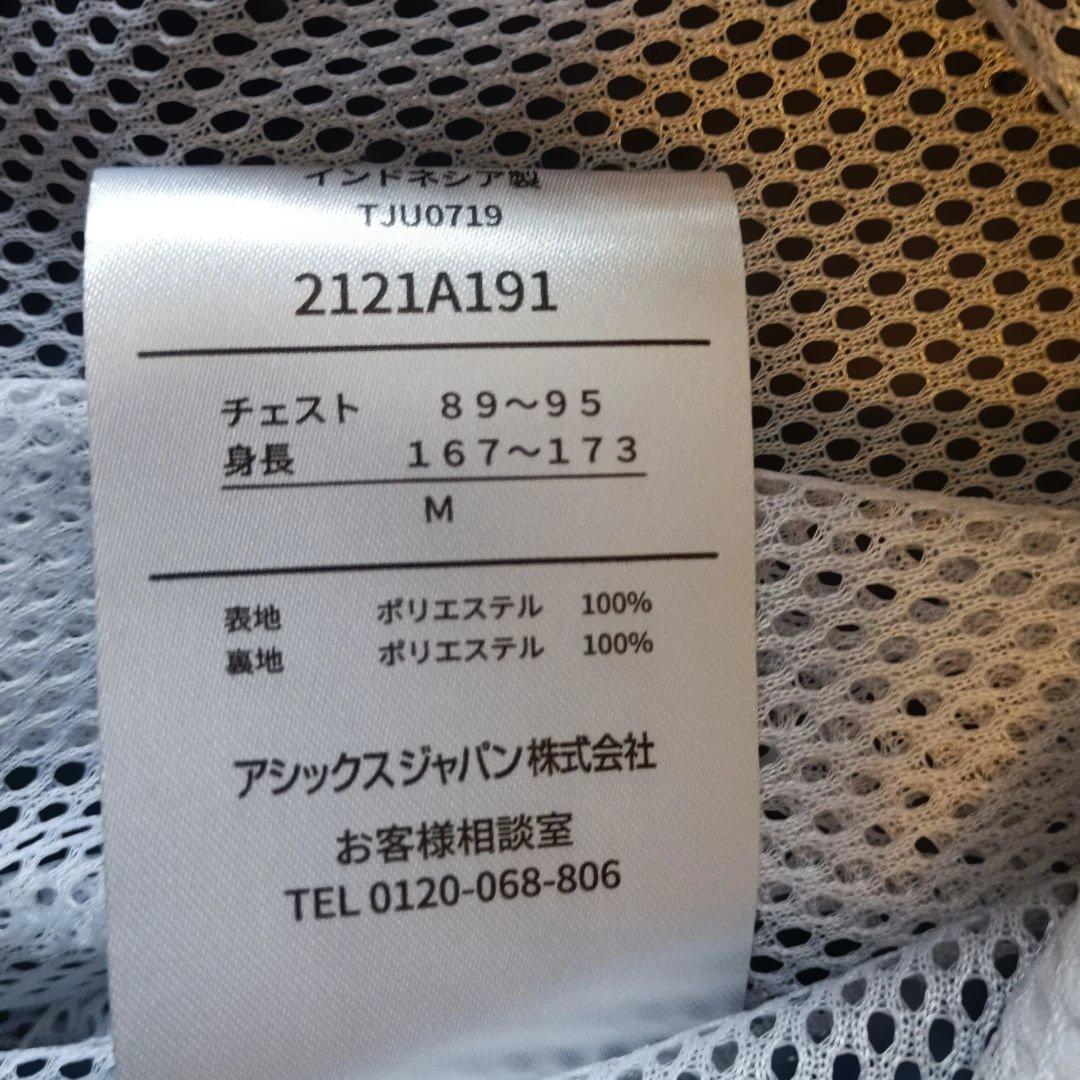 インドネシア製
TJU0719
2121A191
チェスト ８９～９５
身長 １６７～１７３
M
表地 ポリエステル 100%
裏地 ポリエステル 100%
アシックスジャパン株式会社
お客様相談室
TEL 0120-068-806